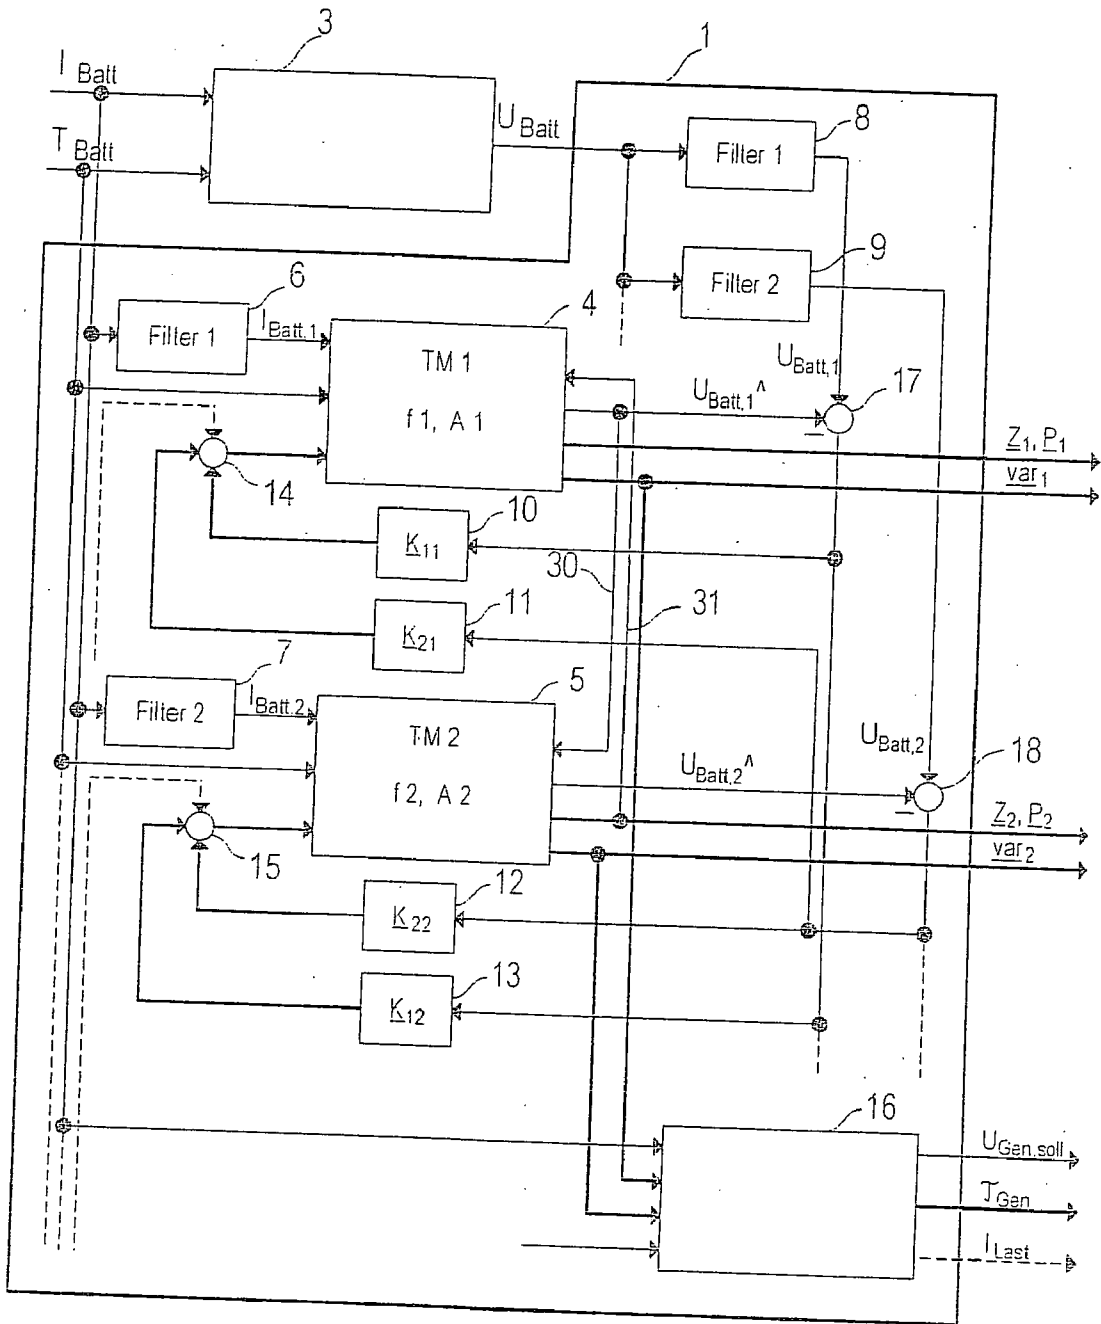 3
1
I Batt
T Batt
U Batt
8
Filter 1
9
Filter 2
6
Filter 1
I Batt.1
4
TM 1
f1, A 1
U Batt,1
17
U Batt,1 ^
–
Z1, P1
var1
14
10
K11
30
31
11
K21
7
Filter 2
I Batt.2
5
TM 2
f2, A 2
U Batt,2
18
U Batt,2 ^
–
Z2, P2
var2
15
12
K22
13
K12
16
U Gen,soll
τGen
I Last